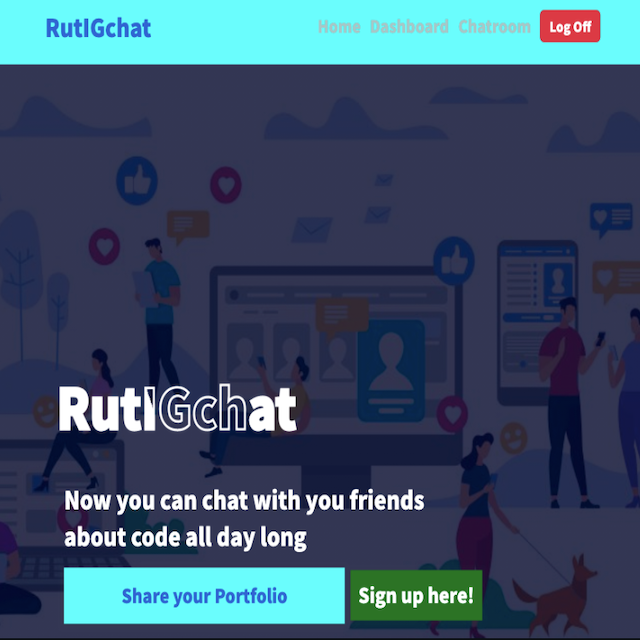 RutIGchat
Home Dashboard Chatroom Log Off
RutIGchat
Now you can chat with you friends
about code all day long
Share your Portfolio Sign up here!